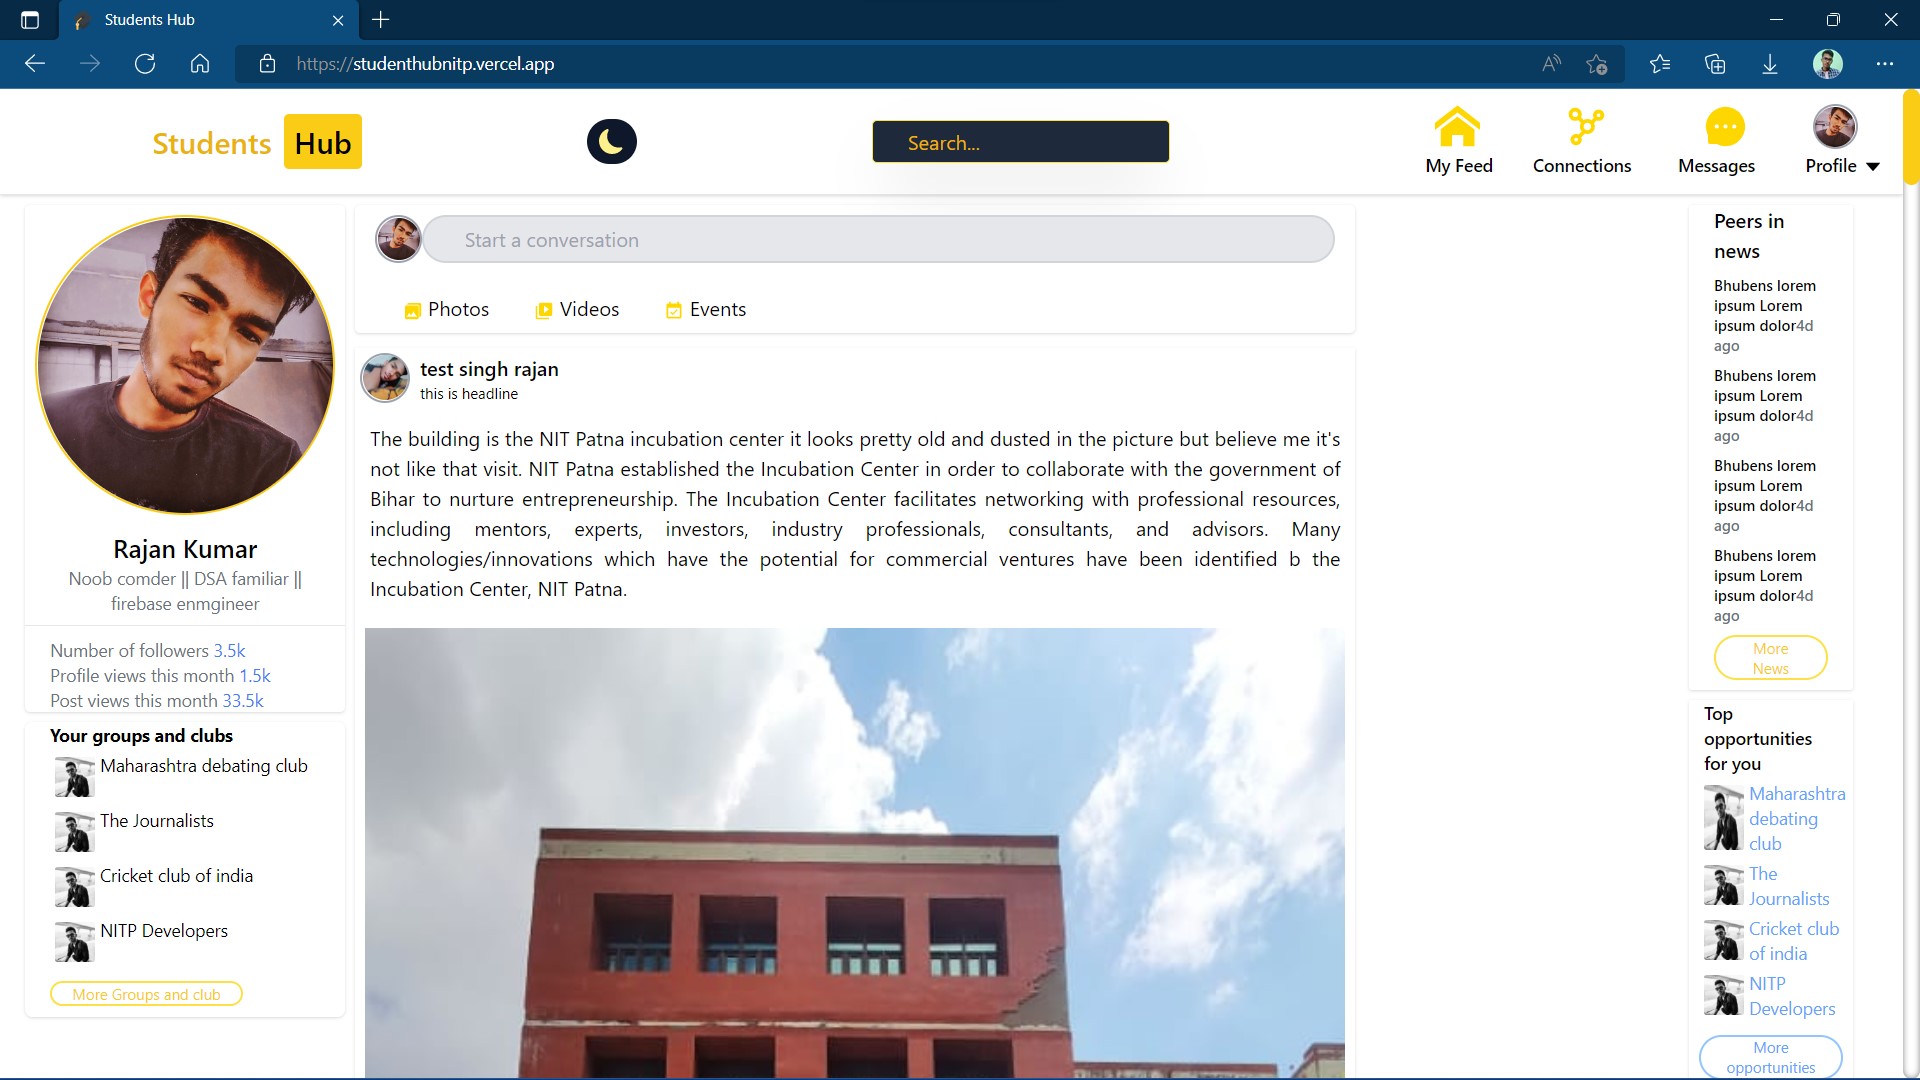 Students Hub
https://studenthubnitp.vercel.app
Students Hub
Search...
My Feed
Connections
Messages
Profile
Rajan Kumar
Noob comder || DSA familiar ||
firebase enmgineer
Number of followers 3.5k
Profile views this month 1.5k
Post views this month 33.5k
Your groups and clubs
Maharashtra debating club
The Journalists
Cricket club of india
NITP Developers
More Groups and club
Start a conversation
Photos
Videos
Events
test singh rajan
this is headline
The building is the NIT Patna incubation center it looks pretty old and dusted in the picture but believe me it's
not like that visit. NIT Patna established the Incubation Center in order to collaborate with the government of
Bihar to nurture entrepreneurship. The Incubation Center facilitates networking with professional resources,
including mentors, experts, investors, industry professionals, consultants, and advisors. Many
technologies/innovations which have the potential for commercial ventures have been identified b the
Incubation Center, NIT Patna.
Peers in
news
Bhubens lorem
ipsum Lorem
ipsum dolor4d
ago
Bhubens lorem
ipsum Lorem
ipsum dolor4d
ago
Bhubens lorem
ipsum Lorem
ipsum dolor4d
ago
Bhubens lorem
ipsum Lorem
ipsum dolor4d
ago
More
News
Top
opportunities
for you
Maharashtra
debating
club
The
Journalists
Cricket club
of india
NITP
Developers
More
opportunities